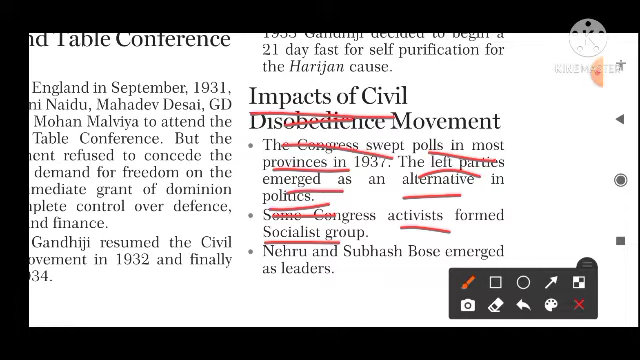 nd Table Conference
England in September, 1931,
ni Naidu, Mahadev Desai, GD
Mohan Malviya to attend the
Table Conference. But the
ment refused to concede the
demand for freedom on the
mmediate grant of dominion
mplete control over defence,
and finance.
Gandhiji resumed the Civil
ovement in 1932 and finally
934.
1933 Gandhiji decided to begin a
21 day fast for self purification for
the Harijan cause.
Impacts of Civil
Disobedience Movement
• The Congress swept polls in most
provinces in 1937. The left parties
emerged as an alternative in
politics.
• Some Congress activists formed
Socialist group.
• Nehru and Subhash Bose emerged
as leaders.
KINEMASTER